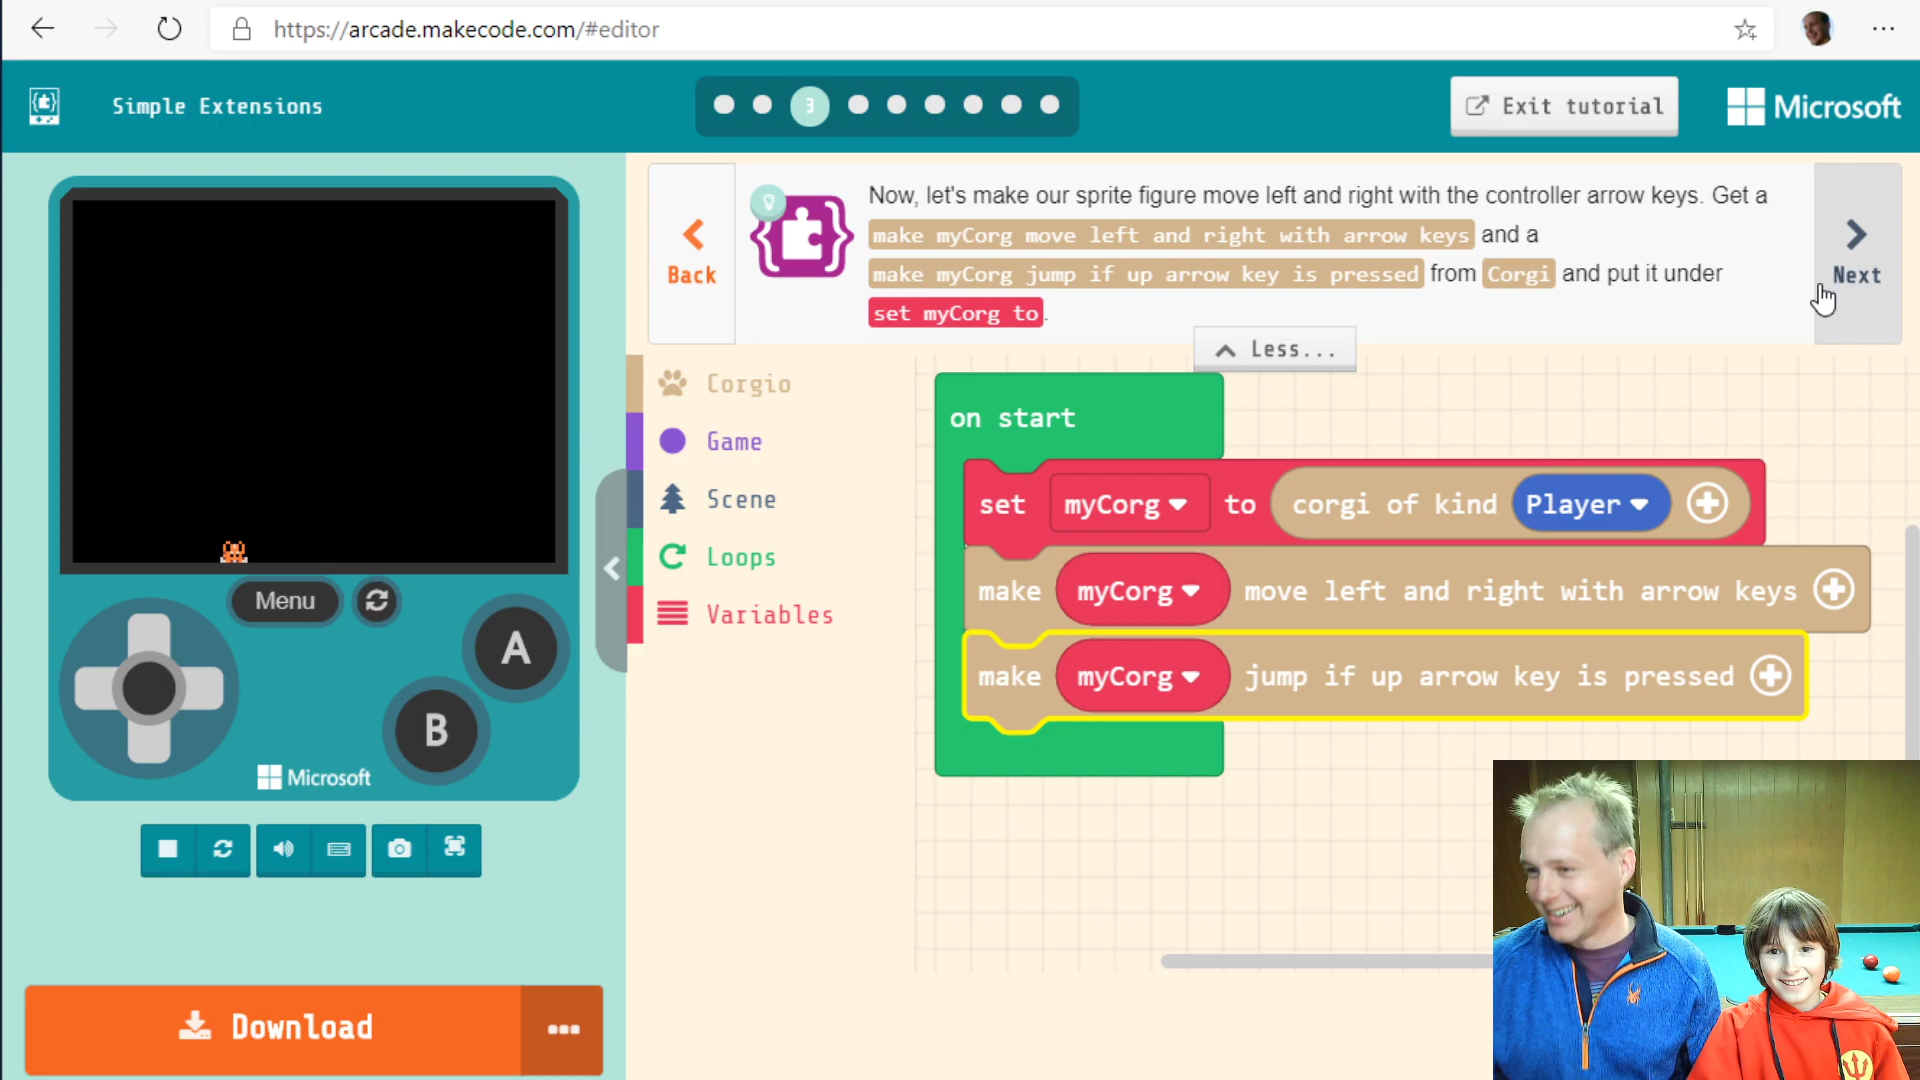 https://arcade.makecode.com/#editor
Simple Extensions
3
Exit tutorial
Microsoft
Back
Now, let's make our sprite figure move left and right with the controller arrow keys. Get a
make myCorg move left and right with arrow keys and a
make myCorg jump if up arrow key is pressed from Corgi and put it under
set myCorg to.
Next
Less...
Corgio
Game
Scene
Loops
Variables
on start
set myCorg to corgi of kind Player
make myCorg move left and right with arrow keys
make myCorg jump if up arrow key is pressed
Menu
A
B
Microsoft
Download